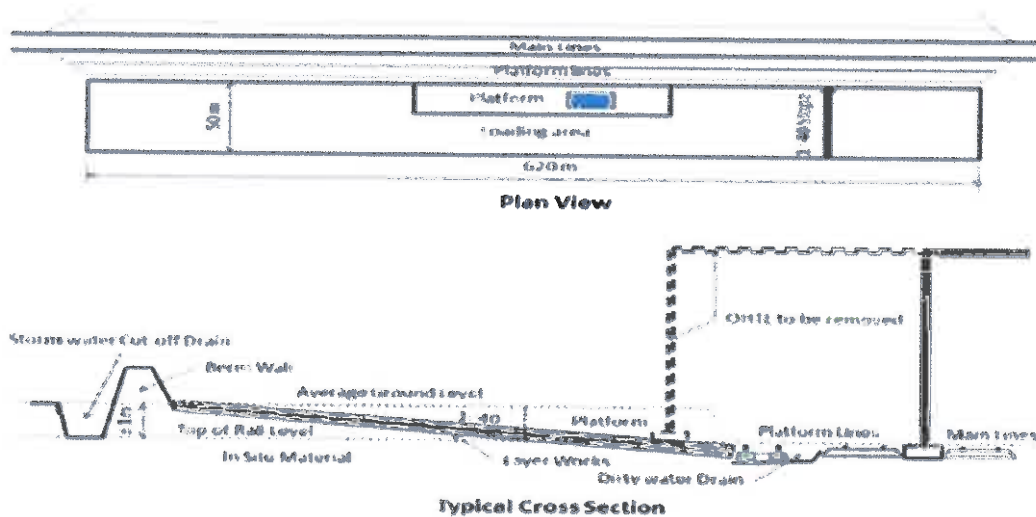 Main Lines
Platform lines
Platform
50m
Loading area
620 m
Plan View
OHTE to be removed
Storm water Cut off Drain
Berm Wall
Average Ground Level
1:40
Platform
Top of Rail Level
Platform Lines
Main Lines
In Situ Material
Layer Works
Dirty water Drain
Typical Cross Section